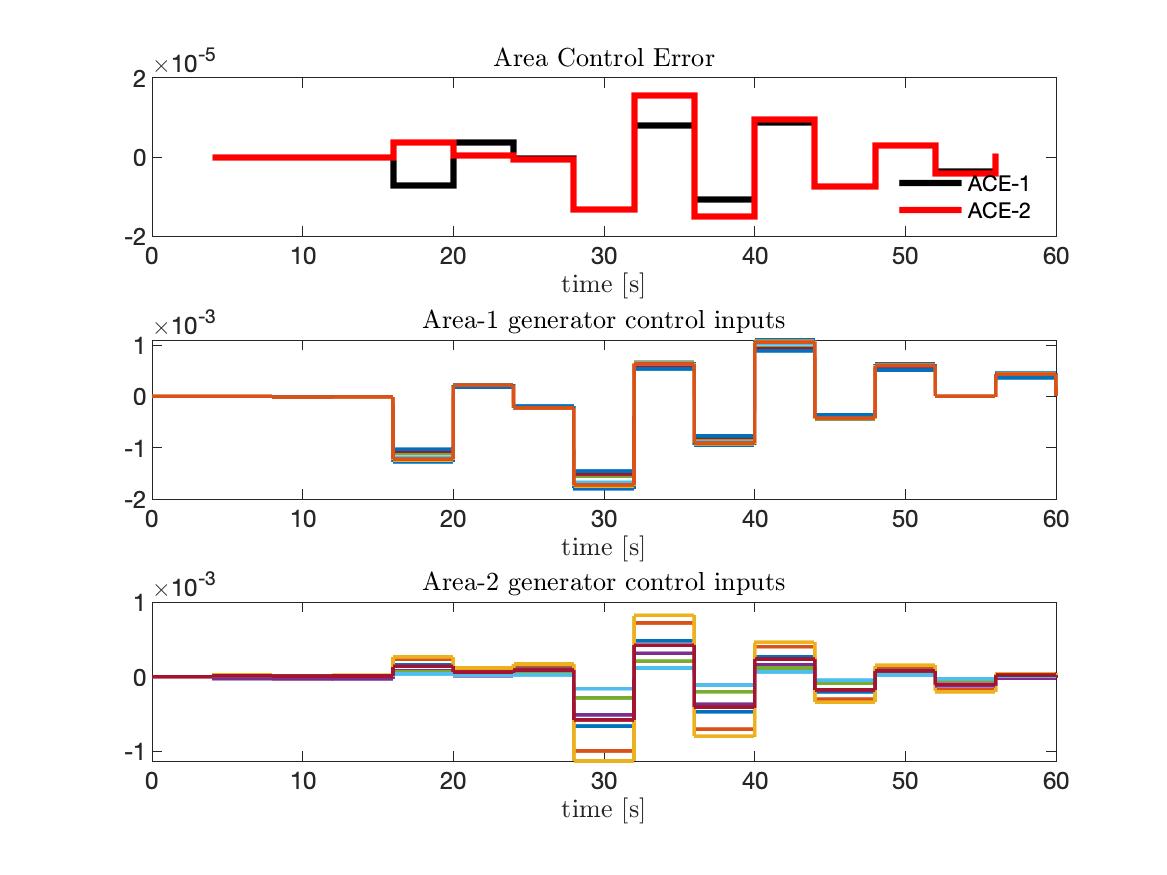 ×10-5
Area Control Error
2
0
-2
ACE-1
ACE-2
0 10 20 30 40 50 60
time [s]
×10-3
Area-1 generator control inputs
1
0
-1
-2
0 10 20 30 40 50 60
time [s]
×10-3
Area-2 generator control inputs
1
0
-1
0 10 20 30 40 50 60
time [s]